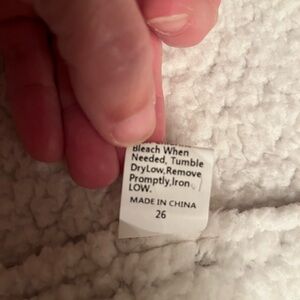 Bleach When
Needed, Tumble
DryLow,Remove
Promptly,Iron
LOW.
MADE IN CHINA
26